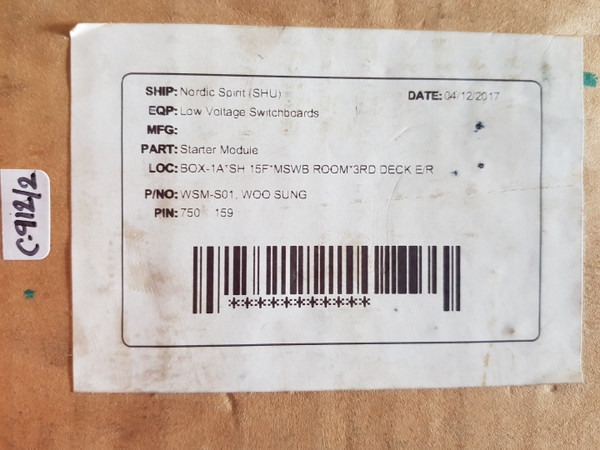 SHIP: Nordic Spirit (SHU)
DATE: 04/12/2017
EQP: Low Voltage Switchboards
MFG:
PART: Starter Module
LOC: BOX-1A*SH 15F*MSWB ROOM*3RD DECK E/R
P/NO: WSM-S01, WOO SUNG
PIN: 750 159
***********
C-912/2